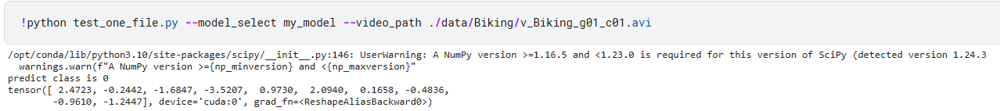 !python test_one_file.py --model_select my_model --video_path ./data/Biking/v_Biking_g01_c01.avi
/opt/conda/lib/python3.10/site-packages/scipy/__init__.py:146: UserWarning: A NumPy version >=1.16.5 and <1.23.0 is required for this version of SciPy (detected version 1.24.3
  warnings.warn(f"A NumPy version >={np_minversion} and <{np_maxversion}"
predict class is 0
tensor([ 2.4723, -0.2442, -1.6847, -3.5207,  0.9730,  2.0940,  0.1658, -0.4836,
        -0.9610, -1.2447], device='cuda:0', grad_fn=<ReshapeAliasBackward0>)